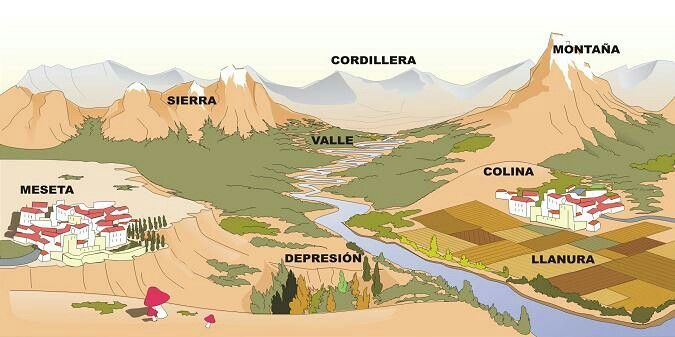 MONTAÑA
CORDILLERA
SIERRA
VALLE
COLINA
MESETA
DEPRESIÓN
LLANURA